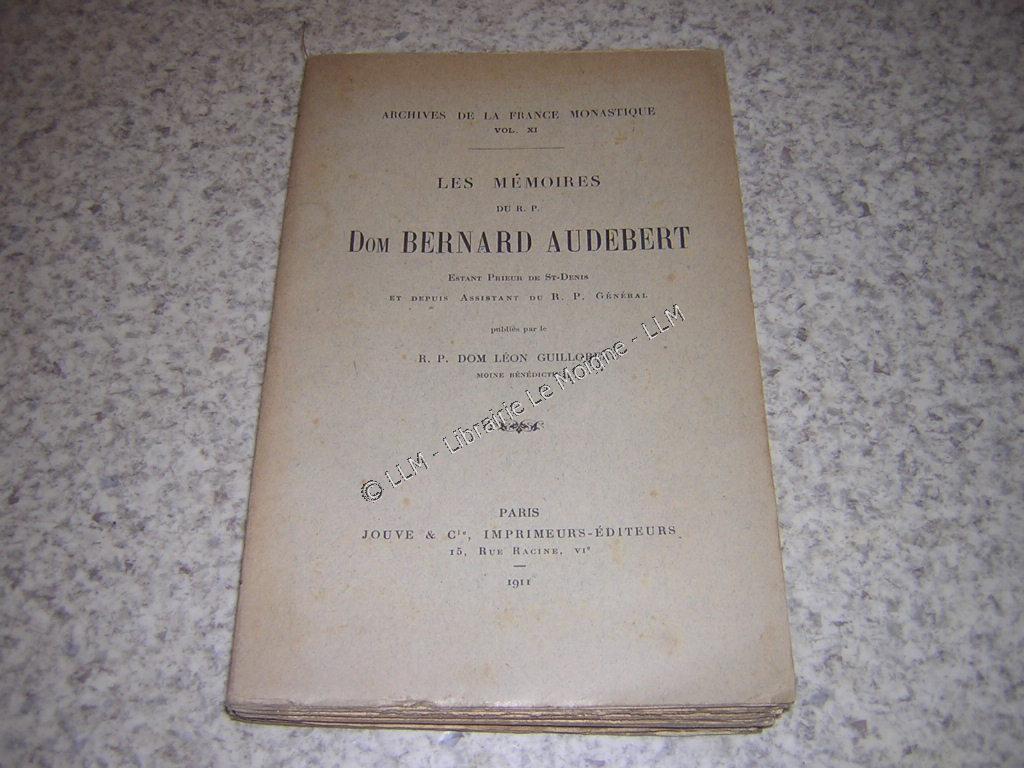 ARCHIVES DE LA FRANCE MONASTIQUE
VOL. XI
LES MÉMOIRES
DU R. P.
DOM BERNARD AUDEBERT
ESTANT PRIEUR DE ST-DENIS
ET DEPUIS ASSISTANT DU R. P. GÉNÉRAL
publiés par le
R. P. DOM LÉON
MOINE
© LLM - Librairie Le Moigne - LLM
PARIS
JOUVE & Cie, IMPRIMEURS-ÉDITEURS
15, RUE RACINE, VIe
1911